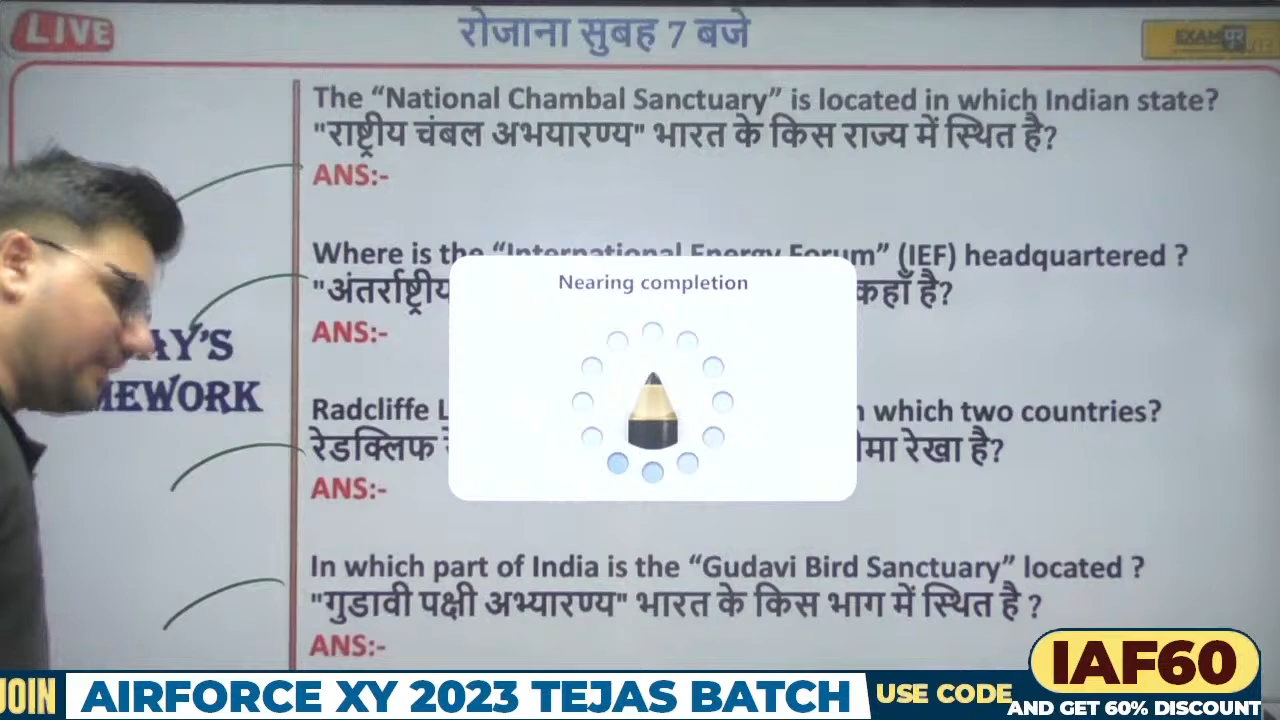 LIVE
रोजाना सुबह 7 बजे
EXAM पुर
The “National Chambal Sanctuary” is located in which Indian state?
"राष्ट्रीय चंबल अभयारण्य" भारत के किस राज्य में स्थित है?
ANS:-
Where is the “International Energy Forum” (IEF) headquartered ?
"अंतर्राष्ट्रीय कहाँ है?
ANS:-
Nearing completion
AY'S
MEWORK
Radcliffe L n which two countries?
रेडक्लिफ मा रेखा है?
ANS:-
In which part of India is the “Gudavi Bird Sanctuary” located ?
"गुडावी पक्षी अभ्यारण्य" भारत के किस भाग में स्थित है ?
ANS:-
JOIN AIRFORCE XY 2023 TEJAS BATCH USE CODE IAF60
AND GET 60% DISCOUNT